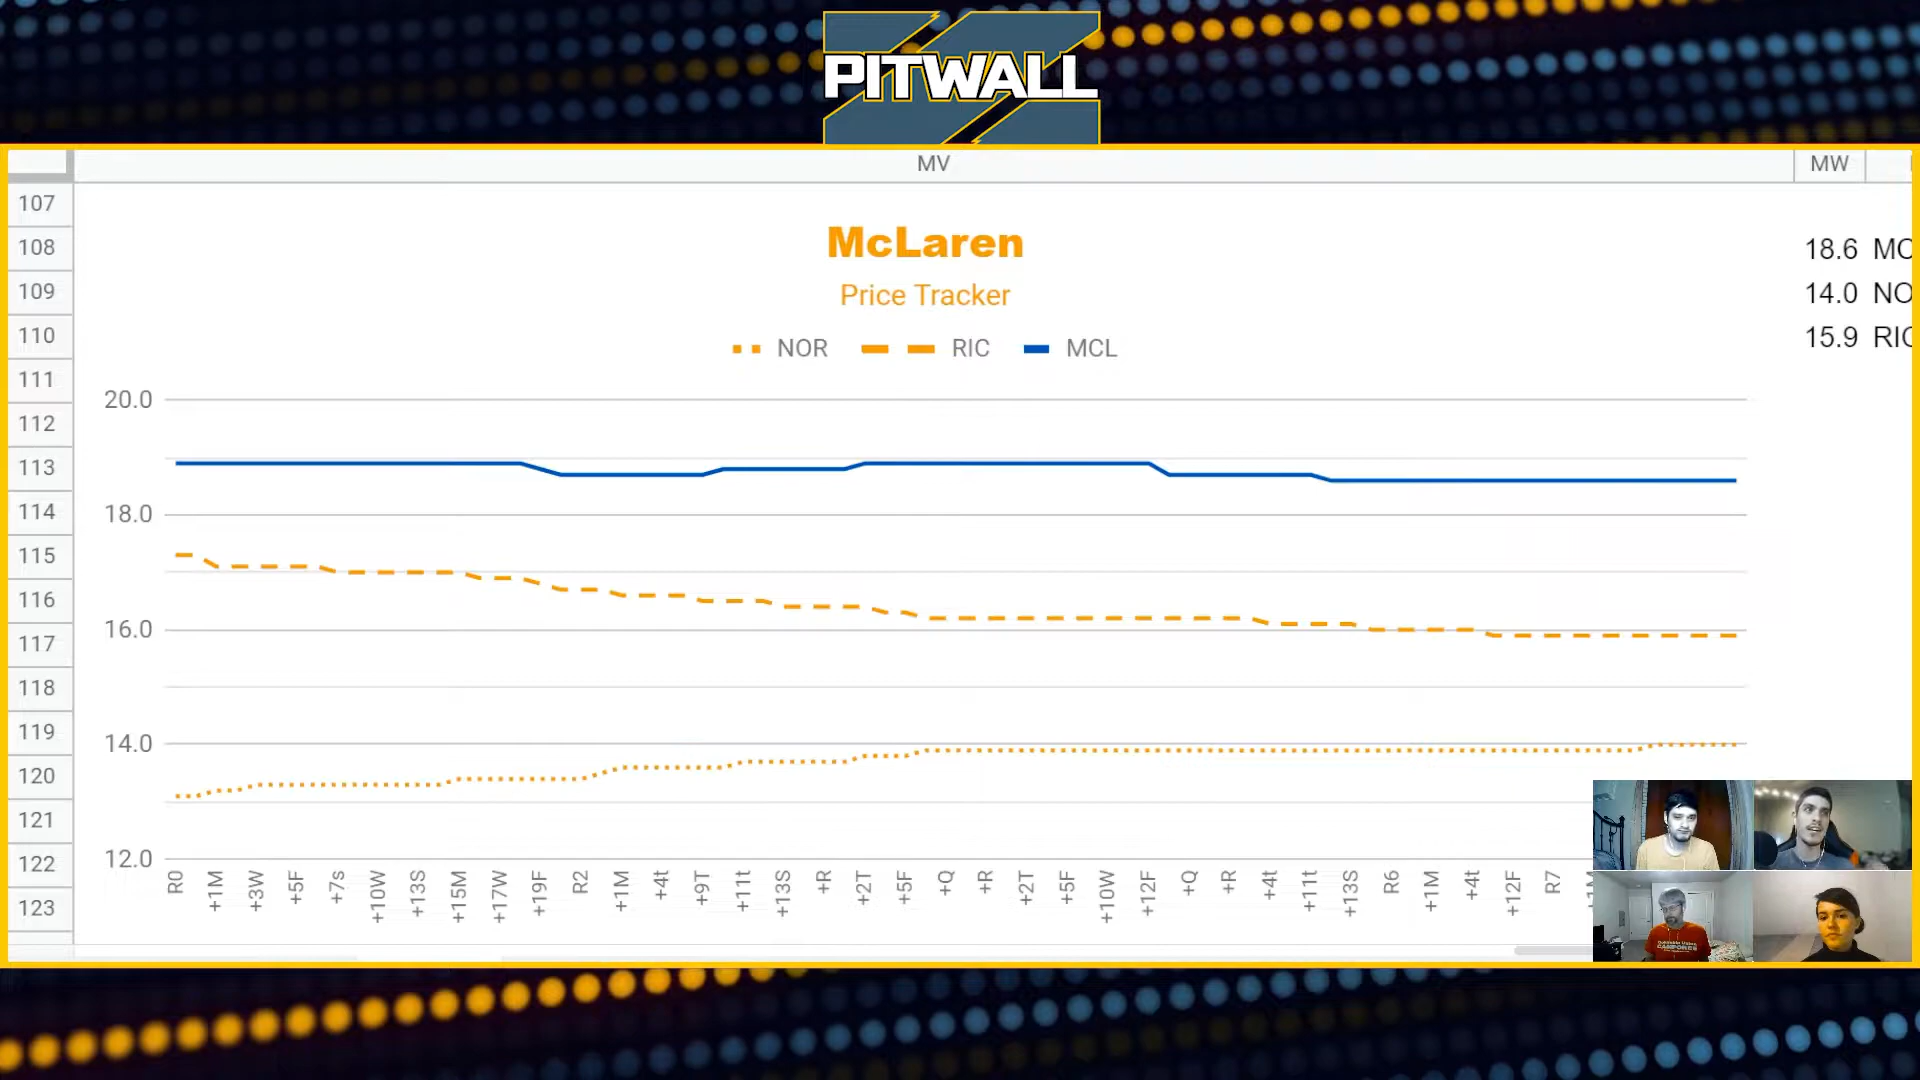 PITWALL
MV MW
107
108
109
110
111
112
113
114
115
116
117
118
119
120
121
122
123
McLaren
Price Tracker
NOR RIC MCL
18.6 MC
14.0 NO
15.9 RIC
20.0
18.0
16.0
14.0
12.0
R0 +1M +3W +5F +7s +10W +13S +15M +17W +19F R2 +1M +4t +9T +11t +13S +R +2T +5F +Q +R +2T +5F +10W +12F +Q +R +4t +11t +13S R6 +1M +4t +12F R7